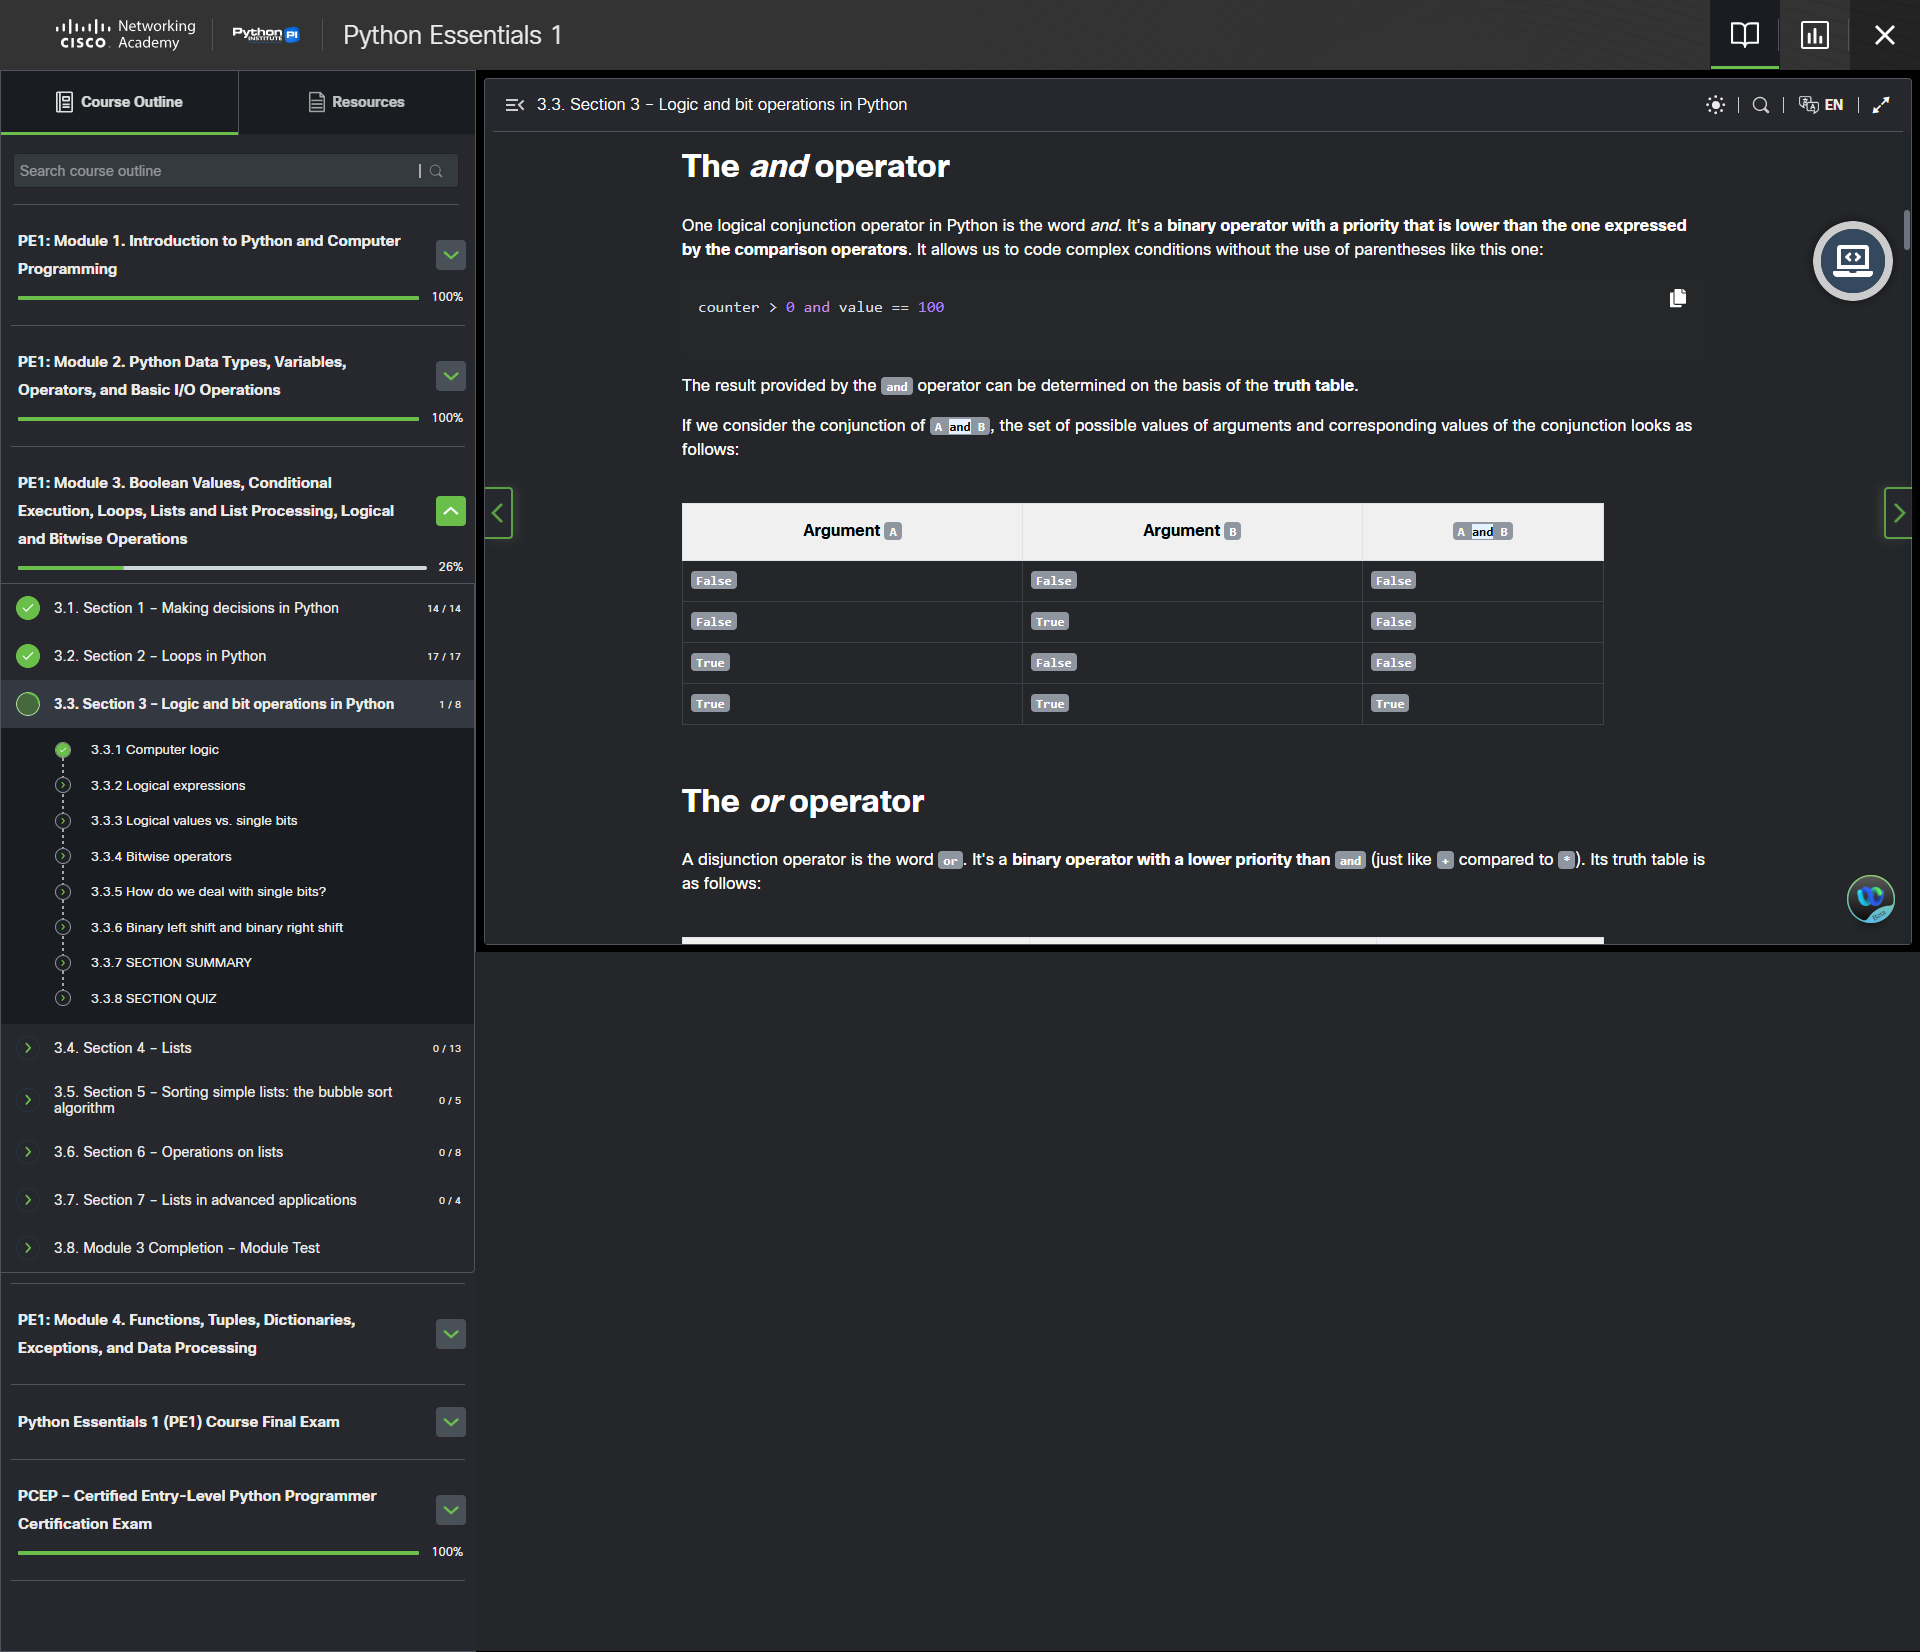 Networking
CISCO Academy
Python
INSTITUTE
PI
Python Essentials 1
Course Outline
Resources
Search course outline
PE1: Module 1. Introduction to Python and Computer
Programming
100%
PE1: Module 2. Python Data Types, Variables,
Operators, and Basic I/O Operations
100%
PE1: Module 3. Boolean Values, Conditional
Execution, Loops, Lists and List Processing, Logical
and Bitwise Operations
26%
3.1. Section 1 – Making decisions in Python 14 / 14
3.2. Section 2 – Loops in Python 17 / 17
3.3. Section 3 – Logic and bit operations in Python 1 / 8
3.3.1 Computer logic
3.3.2 Logical expressions
3.3.3 Logical values vs. single bits
3.3.4 Bitwise operators
3.3.5 How do we deal with single bits?
3.3.6 Binary left shift and binary right shift
3.3.7 SECTION SUMMARY
3.3.8 SECTION QUIZ
3.4. Section 4 – Lists 0 / 13
3.5. Section 5 – Sorting simple lists: the bubble sort
algorithm 0 / 5
3.6. Section 6 – Operations on lists 0 / 8
3.7. Section 7 – Lists in advanced applications 0 / 4
3.8. Module 3 Completion – Module Test
PE1: Module 4. Functions, Tuples, Dictionaries,
Exceptions, and Data Processing
Python Essentials 1 (PE1) Course Final Exam
PCEP – Certified Entry-Level Python Programmer
Certification Exam
100%
3.3. Section 3 – Logic and bit operations in Python
EN
The and operator
One logical conjunction operator in Python is the word and. It's a binary operator with a priority that is lower than the one expressed
by the comparison operators. It allows us to code complex conditions without the use of parentheses like this one:
counter > 0 and value == 100
The result provided by the and operator can be determined on the basis of the truth table.
If we consider the conjunction of A and B, the set of possible values of arguments and corresponding values of the conjunction looks as
follows:
Argument A Argument B A and B
False False False
False True False
True False False
True True True
The or operator
A disjunction operator is the word or. It's a binary operator with a lower priority than and (just like + compared to *). Its truth table is
as follows:
Beta